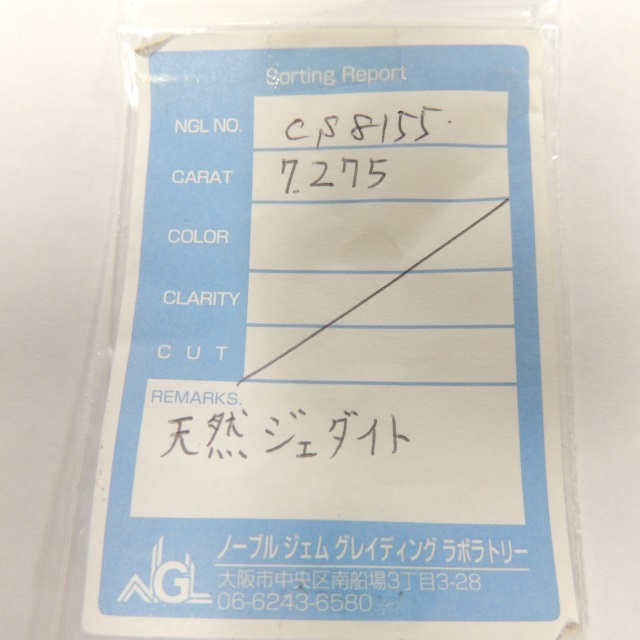 Sorting Report
NGL NO. CS8155.
CARAT 7.275
COLOR
CLARITY
CUT
REMARKS.
天然ジェダイト
NGL
ノーブル ジェム グレイディング ラボラトリー
大阪市中央区南船場3丁目3-28
06-6243-6580